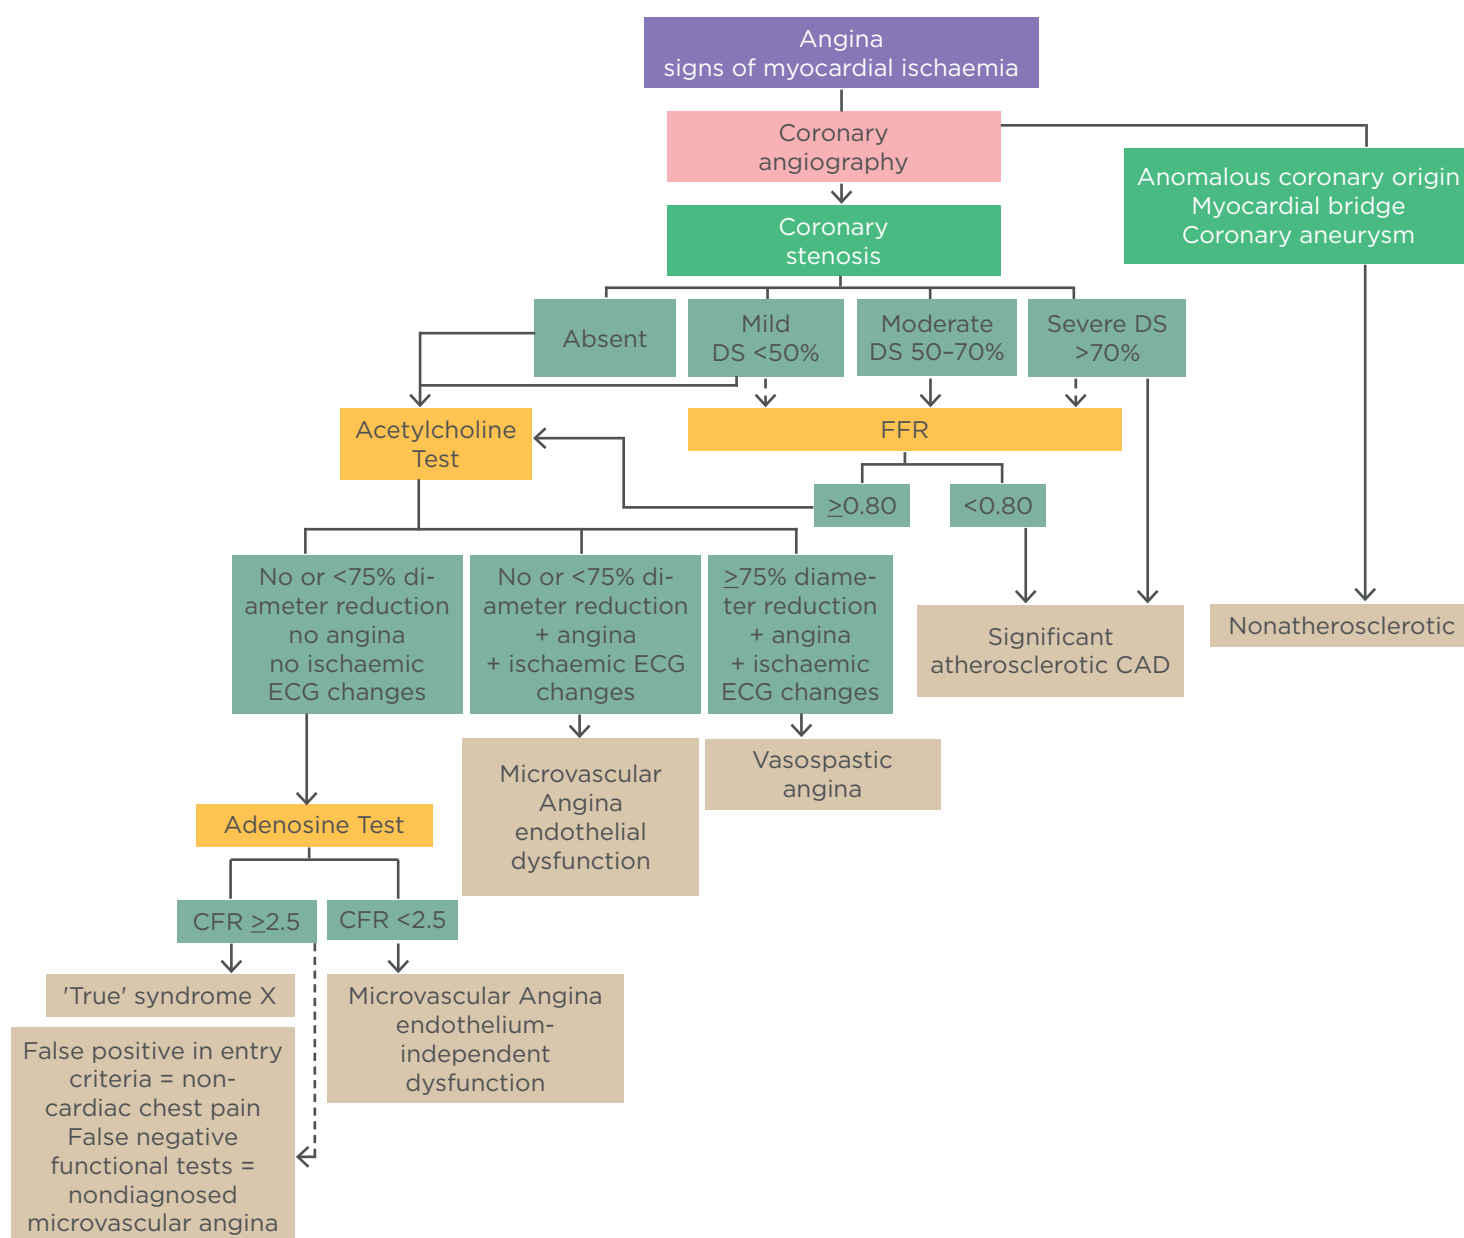 Angina
signs of myocardial ischaemia
Coronary
angiography
Anomalous coronary origin
Myocardial bridge
Coronary aneurysm
Coronary
stenosis
Absent
Mild
DS <50%
Moderate
DS 50–70%
Severe DS
>70%
Acetylcholine
Test
FFR
≥0.80
<0.80
No or <75% di-
ameter reduction
no angina
no ischaemic
ECG changes
No or <75% di-
ameter reduction
+ angina
+ ischaemic ECG
changes
≥75% diame-
ter reduction
+ angina
+ ischaemic
ECG changes
Significant
atherosclerotic CAD
Nonatherosclerotic
Microvascular
Angina
endothelial
dysfunction
Vasospastic
angina
Adenosine Test
CFR ≥2.5
CFR <2.5
'True' syndrome X
Microvascular Angina
endothelium-
independent
dysfunction
False positive in entry
criteria = non-
cardiac chest pain
False negative
functional tests =
nondiagnosed
microvascular angina